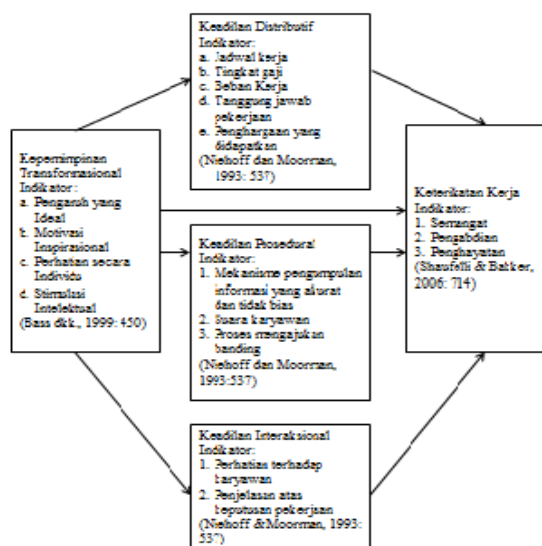 Keadilan Distributif
Indikator:
a. Jadwal kerja
b. Tingkat gaji
c. Beban Kerja
d. Tanggung jawab
pekerjaan
e. Penghargaan yang
didapatkan
(Niehoff dan Moorman,
1993: 537)
Kepemimpinan
Transformasional
Indikator:
a. Pengaruh yang
Ideal
b. Motivasi
Inspirasional
c. Perhatian secara
Individu
d. Stimulasi
Intelektual
(Bass dkk., 1999: 450)
Keadilan Prosedural
Indikator:
1. Mekanisme pengumpulan
informasi yang akurat
dan tidak bias
2. Suara karyawan
3. Proses mengajukan
banding
(Niehoff dan Moorman,
1993:537)
Keterikatan Kerja
Indikator:
1. Semangat
2. Pengabdian
3. Penghayatan
(Shaufelli & Bakker,
2006: 714)
Keadilan Interaksional
Indikator:
1. Perhatian terhadap
karyawan
2. Penjelasan atas
keputusan pekerjaan
(Niehoff &Moorman, 1993:
537)